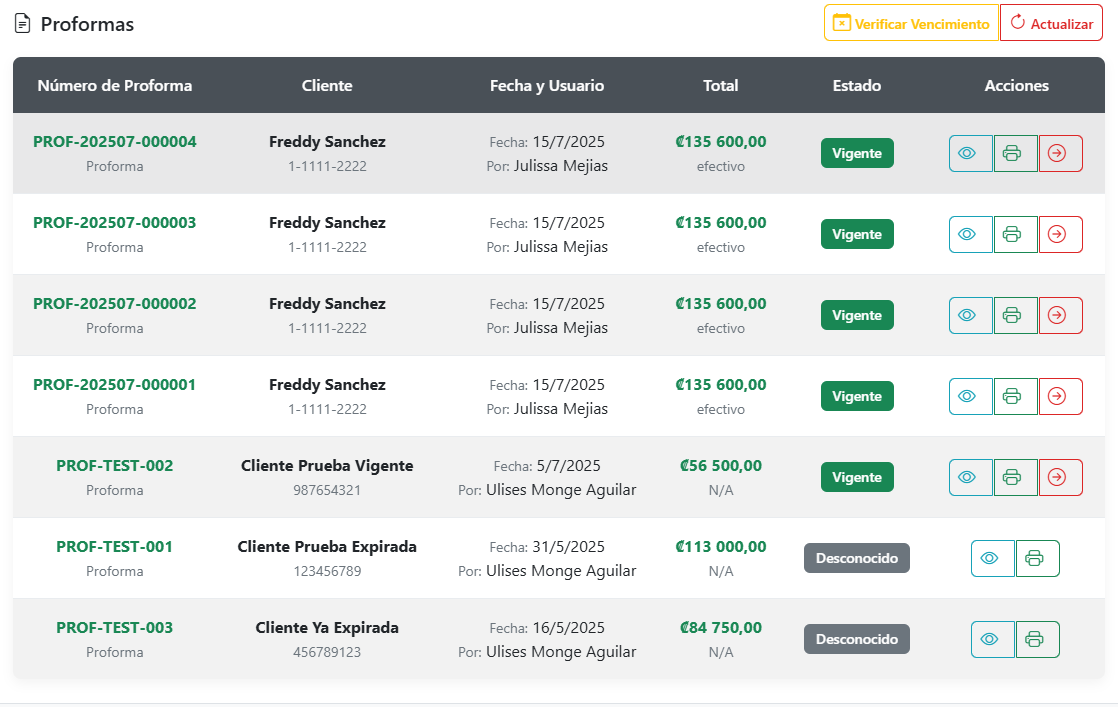 Proformas
Verificar Vencimiento
Actualizar
Número de Proforma Cliente Fecha y Usuario Total Estado Acciones
PROF-202507-000004 Freddy Sanchez Fecha: 15/7/2025 ₡135 600,00 Vigente
Proforma 1-1111-2222 Por: Julissa Mejias efectivo
PROF-202507-000003 Freddy Sanchez Fecha: 15/7/2025 ₡135 600,00 Vigente
Proforma 1-1111-2222 Por: Julissa Mejias efectivo
PROF-202507-000002 Freddy Sanchez Fecha: 15/7/2025 ₡135 600,00 Vigente
Proforma 1-1111-2222 Por: Julissa Mejias efectivo
PROF-202507-000001 Freddy Sanchez Fecha: 15/7/2025 ₡135 600,00 Vigente
Proforma 1-1111-2222 Por: Julissa Mejias efectivo
PROF-TEST-002 Cliente Prueba Vigente Fecha: 5/7/2025 ₡56 500,00 Vigente
Proforma 987654321 Por: Ulises Monge Aguilar N/A
PROF-TEST-001 Cliente Prueba Expirada Fecha: 31/5/2025 ₡113 000,00 Desconocido
Proforma 123456789 Por: Ulises Monge Aguilar N/A
PROF-TEST-003 Cliente Ya Expirada Fecha: 16/5/2025 ₡84 750,00 Desconocido
Proforma 456789123 Por: Ulises Monge Aguilar N/A